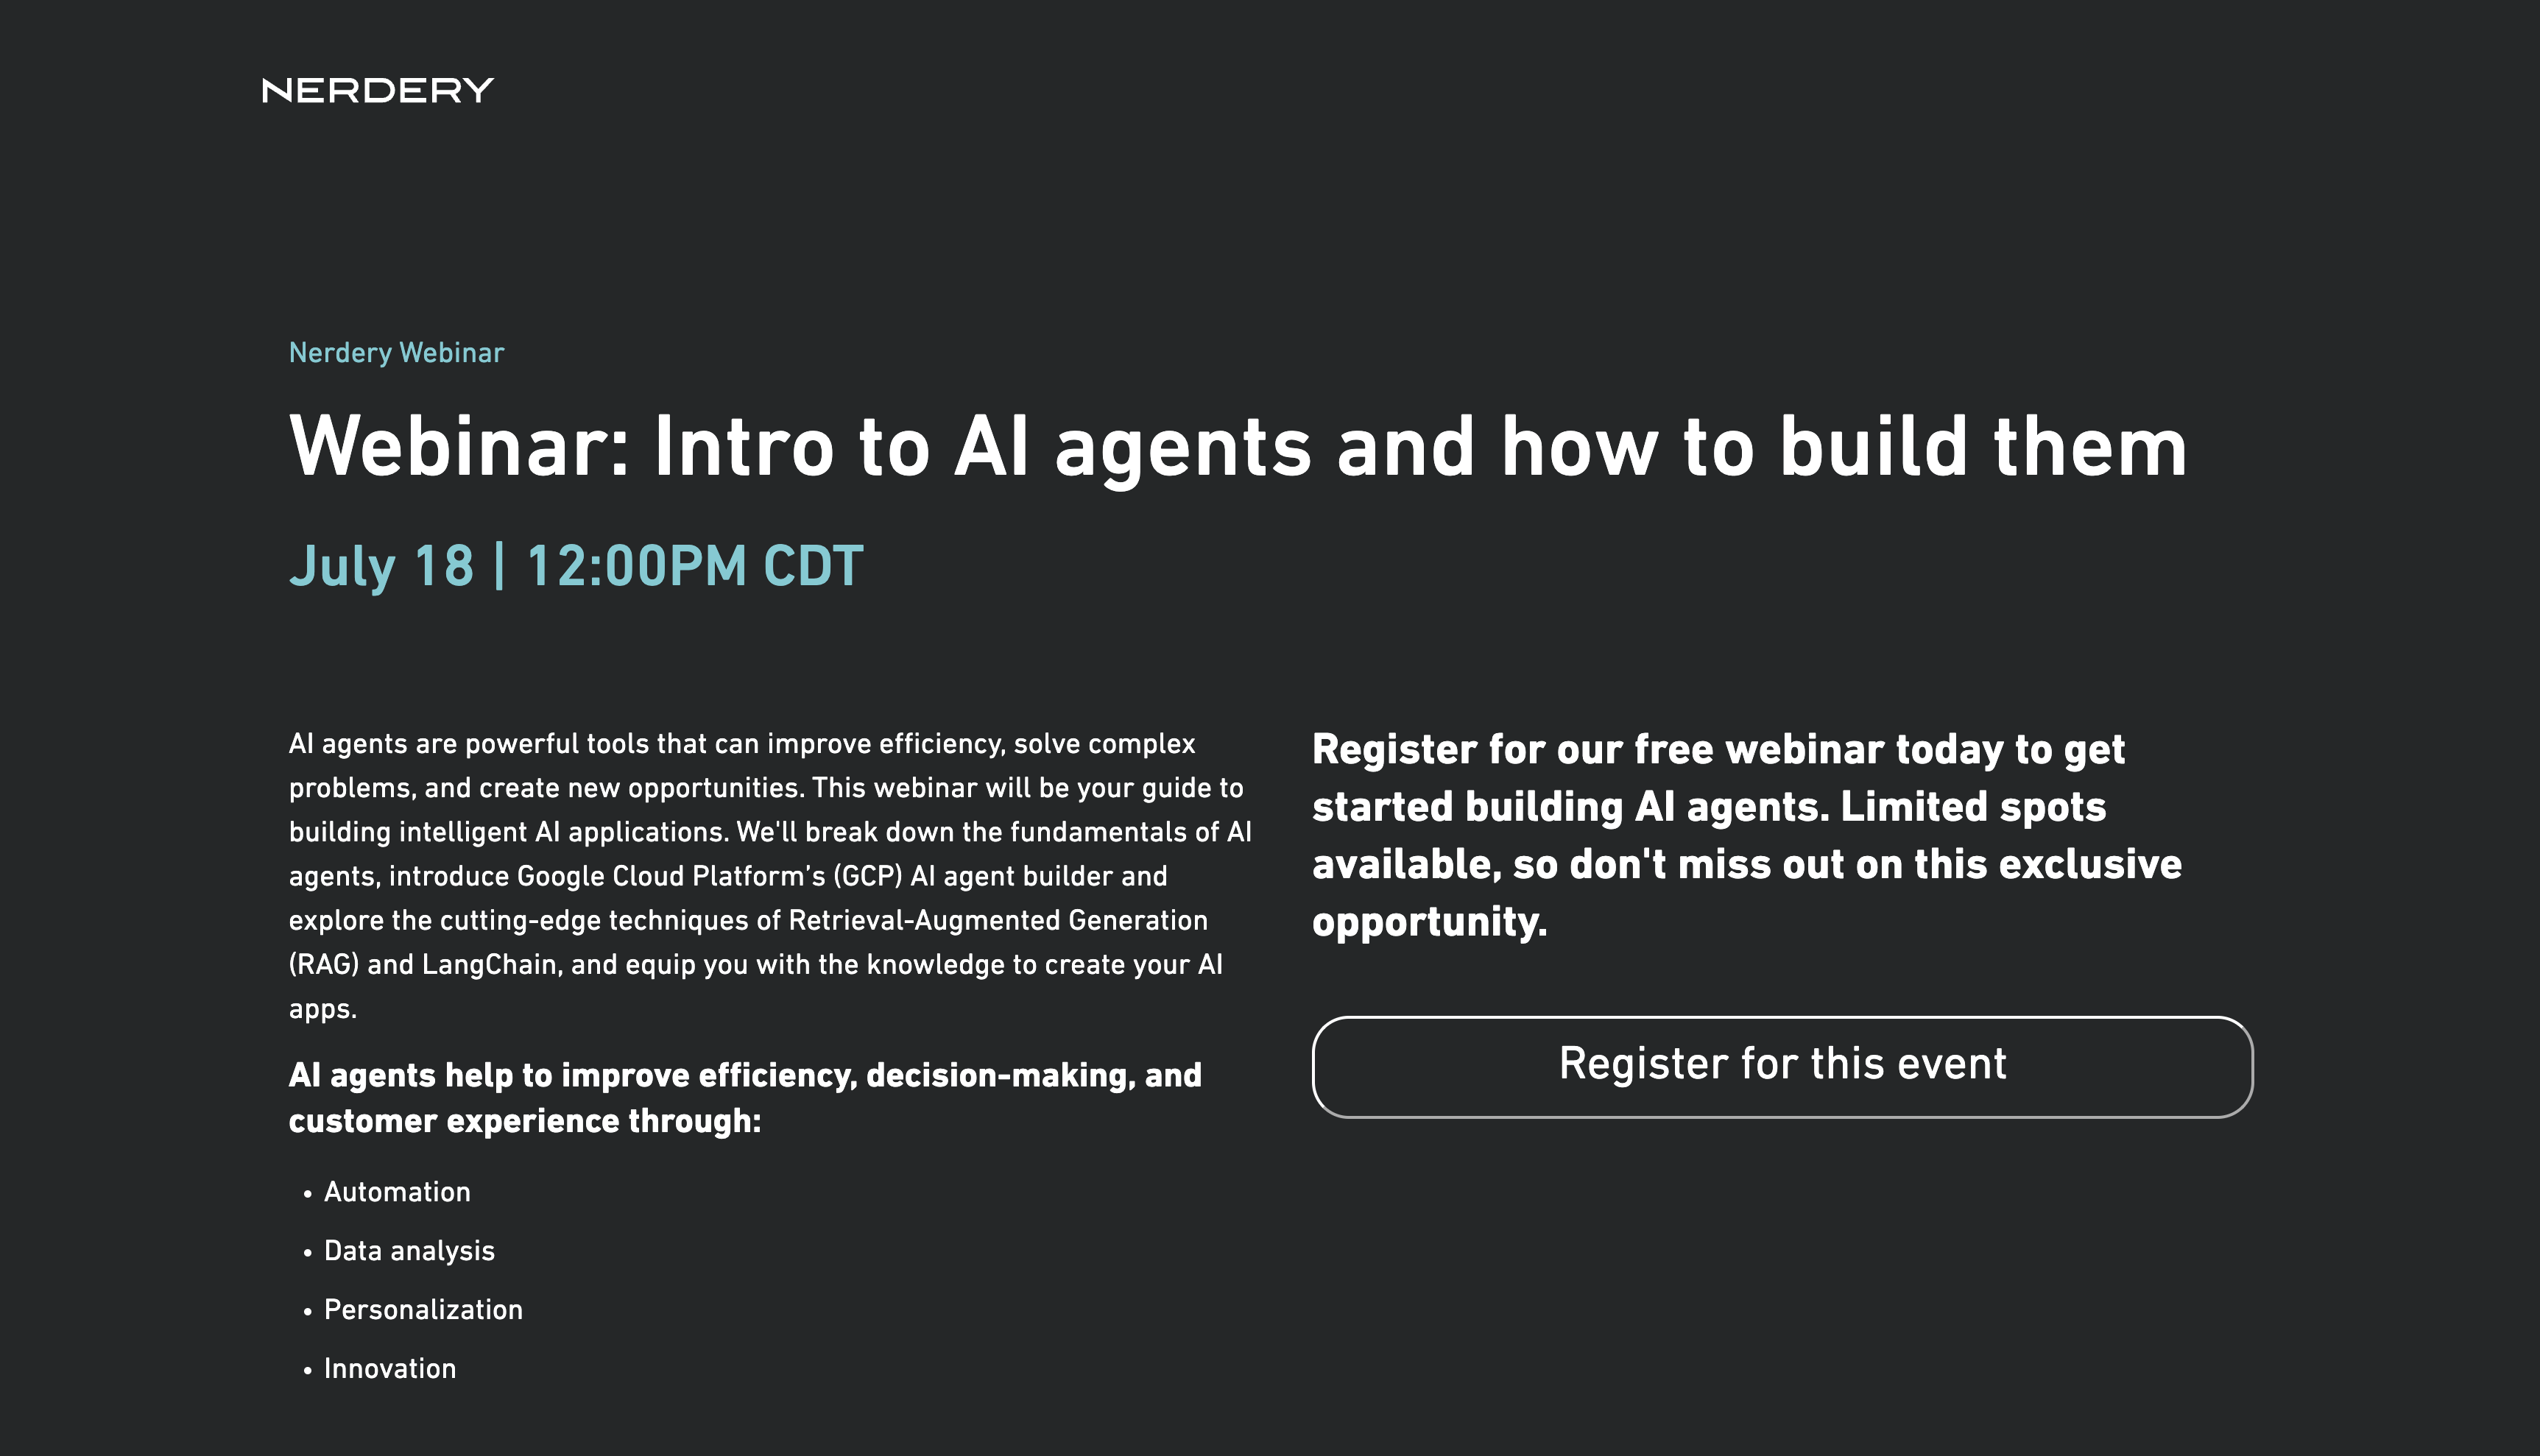 NERDERY
Nerdery Webinar
Webinar: Intro to AI agents and how to build them
July 18 | 12:00PM CDT
AI agents are powerful tools that can improve efficiency, solve complex
problems, and create new opportunities. This webinar will be your guide to
building intelligent AI applications. We'll break down the fundamentals of AI
agents, introduce Google Cloud Platform’s (GCP) AI agent builder and
explore the cutting-edge techniques of Retrieval-Augmented Generation
(RAG) and LangChain, and equip you with the knowledge to create your AI
apps.
AI agents help to improve efficiency, decision-making, and
customer experience through:
• Automation
• Data analysis
• Personalization
• Innovation
Register for our free webinar today to get
started building AI agents. Limited spots
available, so don't miss out on this exclusive
opportunity.
Register for this event